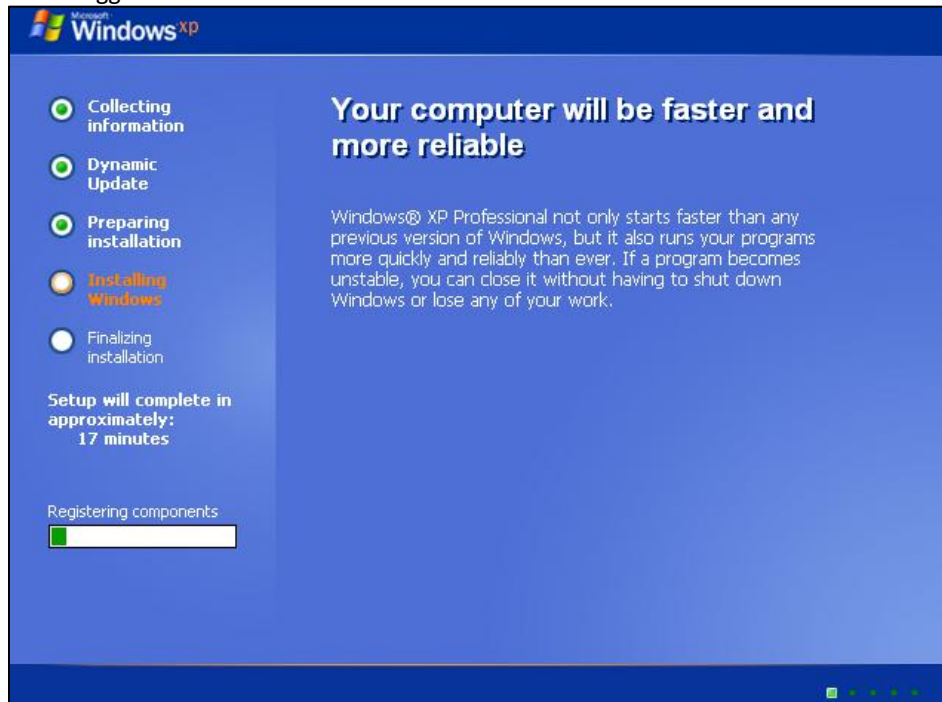 Microsoft
Windows xp
Collecting
information
Dynamic
Update
Preparing
installation
Installing
Windows
Finalizing
installation
Setup will complete in
approximately:
17 minutes
Registering components
Your computer will be faster and
more reliable
Windows® XP Professional not only starts faster than any
previous version of Windows, but it also runs your programs
more quickly and reliably than ever. If a program becomes
unstable, you can close it without having to shut down
Windows or lose any of your work.